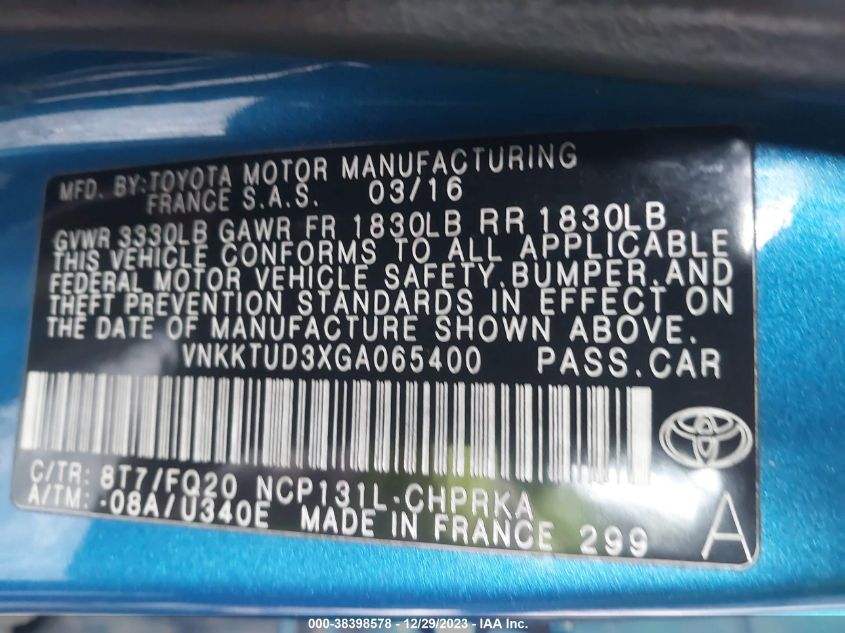 MFD. BY:TOYOTA MOTOR MANUFACTURING
FRANCE S.A.S. 03/16
GVWR 3330LB GAWR FR 1830LB RR 1830LB
THIS VEHICLE CONFORMS TO ALL APPLICABLE
FEDERAL MOTOR VEHICLE SAFETY,BUMPER,AND
THEFT PREVENTION STANDARDS IN EFFECT ON
THE DATE OF MANUFACTURE SHOWN ABOVE.
VNKKTUD3XGA065400 PASS.CAR
C/TR: 8T7/FQ20 NCP131L-CHPRKA
A/TM: -08A/U340E MADE IN FRANCE 299 A
000-38398578 - 12/29/2023 - IAA, Inc.